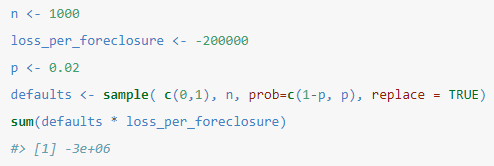 n <- 1000
loss_per_foreclosure <- -200000
p <- 0.02
defaults <- sample( c(0,1), n, prob=c(1-p, p), replace = TRUE)
sum(defaults * loss_per_foreclosure)
#> [1] -3e+06